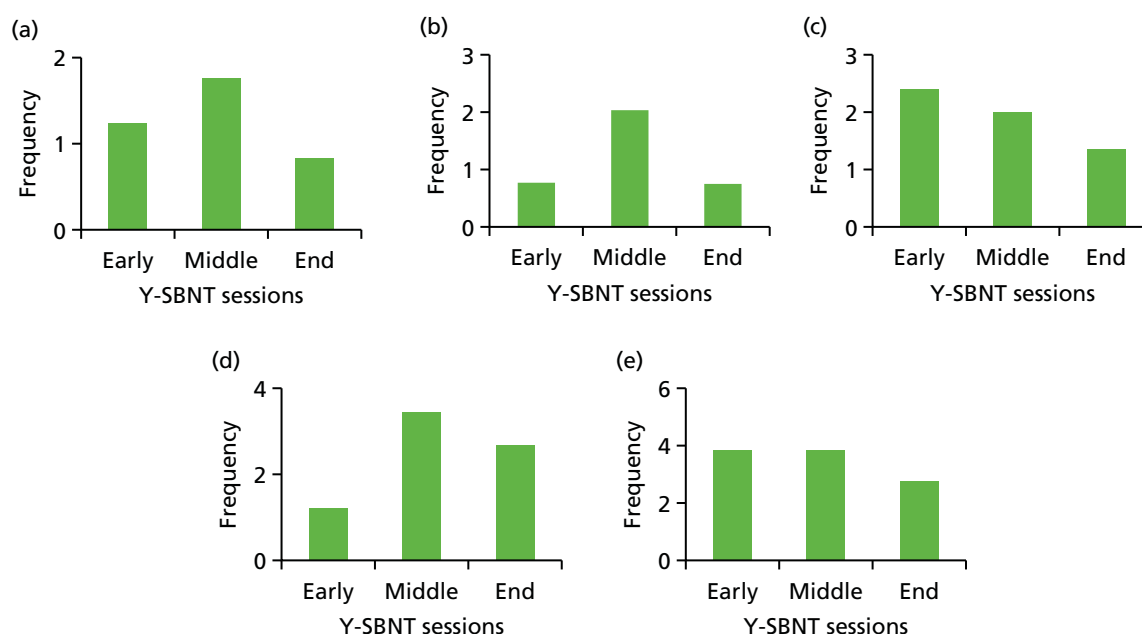 (a)
2
1
0
Frequency
Early Middle End
Y-SBNT sessions
(b)
3
2
1
0
Frequency
Early Middle End
Y-SBNT sessions
(c)
3
2
1
0
Frequency
Early Middle End
Y-SBNT sessions
(d)
4
2
0
Frequency
Early Middle End
Y-SBNT sessions
(e)
6
4
2
0
Frequency
Early Middle End
Y-SBNT sessions